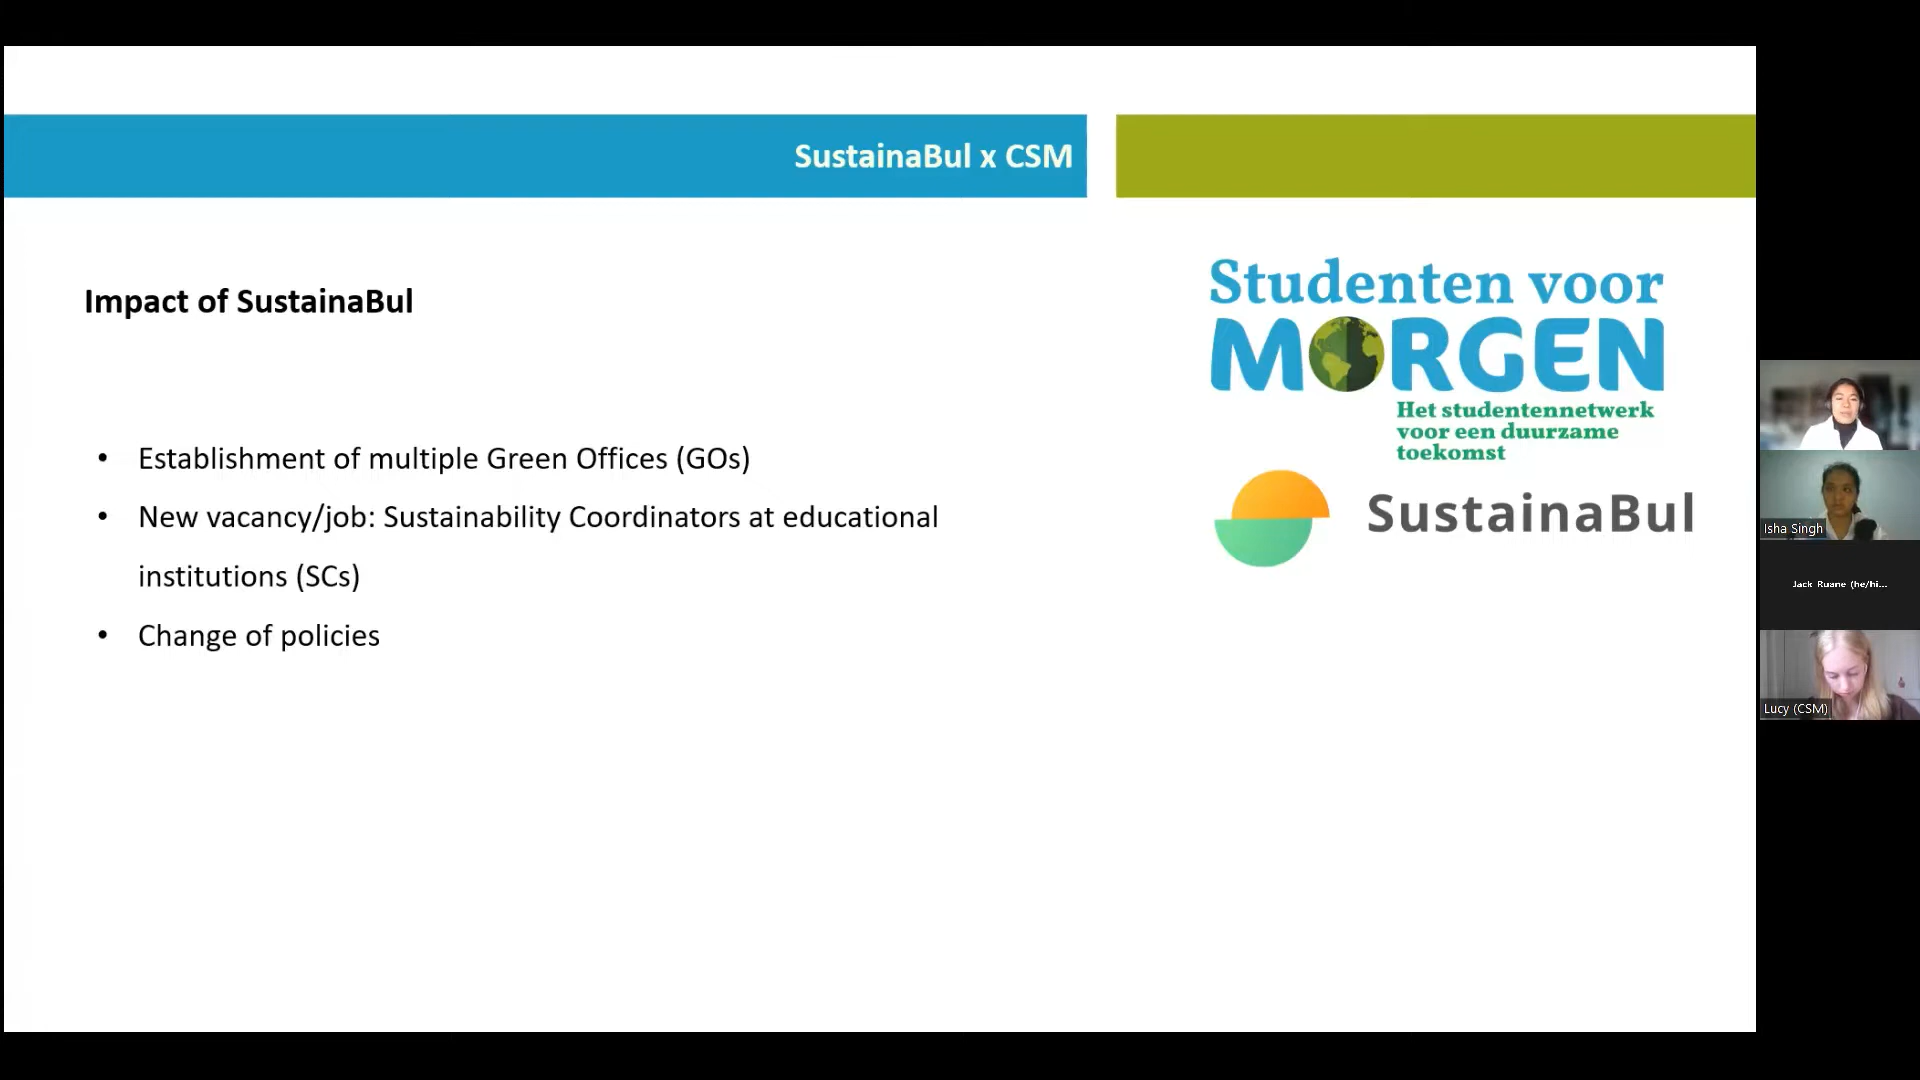 SustainaBul x CSM
Impact of SustainaBul
• Establishment of multiple Green Offices (GOs)
• New vacancy/job: Sustainability Coordinators at educational
institutions (SCs)
• Change of policies
Studenten voor
MORGEN
Het studentennetwerk
voor een duurzame
toekomst
SustainaBul
Isha Singh
Jack Ruane (he/hi...
Lucy (CSM)